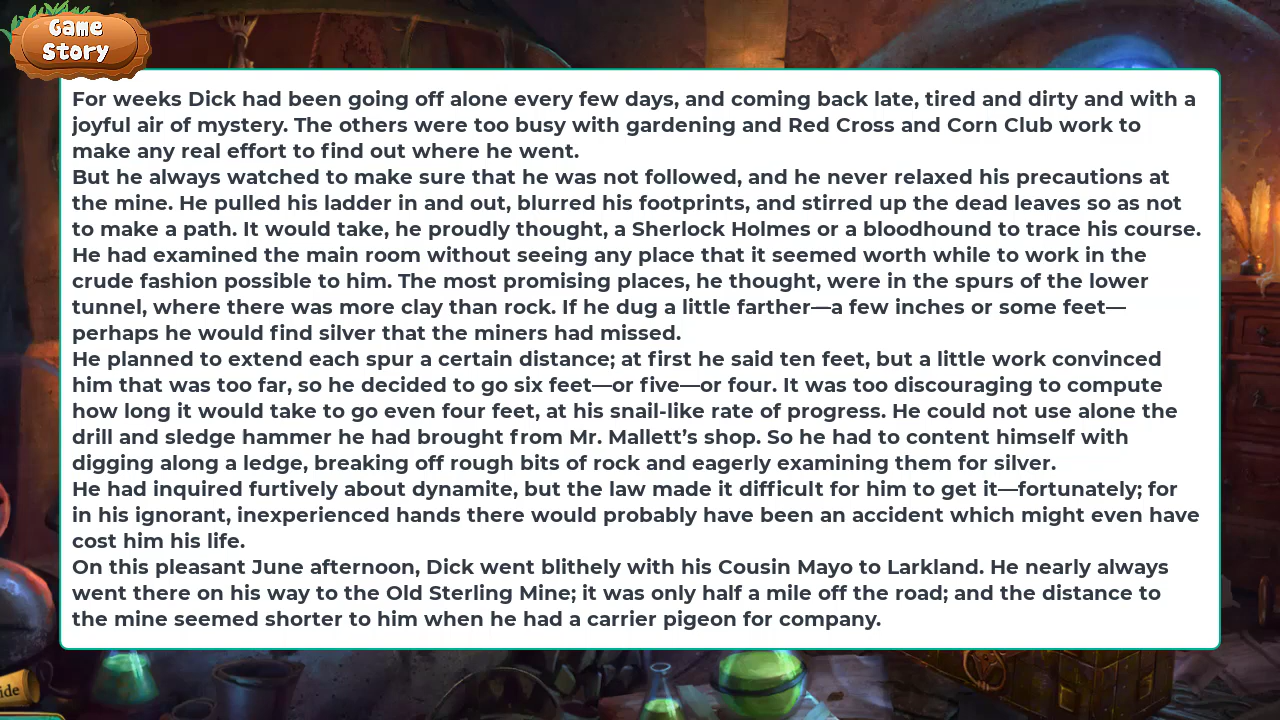 Game
Story
For weeks Dick had been going off alone every few days, and coming back late, tired and dirty and with a
joyful air of mystery. The others were too busy with gardening and Red Cross and Corn Club work to
make any real effort to find out where he went.
But he always watched to make sure that he was not followed, and he never relaxed his precautions at
the mine. He pulled his ladder in and out, blurred his footprints, and stirred up the dead leaves so as not
to make a path. It would take, he proudly thought, a Sherlock Holmes or a bloodhound to trace his course.
He had examined the main room without seeing any place that it seemed worth while to work in the
crude fashion possible to him. The most promising places, he thought, were in the spurs of the lower
tunnel, where there was more clay than rock. If he dug a little farther—a few inches or some feet—
perhaps he would find silver that the miners had missed.
He planned to extend each spur a certain distance; at first he said ten feet, but a little work convinced
him that was too far, so he decided to go six feet—or five—or four. It was too discouraging to compute
how long it would take to go even four feet, at his snail-like rate of progress. He could not use alone the
drill and sledge hammer he had brought from Mr. Mallett’s shop. So he had to content himself with
digging along a ledge, breaking off rough bits of rock and eagerly examining them for silver.
He had inquired furtively about dynamite, but the law made it difficult for him to get it—fortunately; for
in his ignorant, inexperienced hands there would probably have been an accident which might even have
cost him his life.
On this pleasant June afternoon, Dick went blithely with his Cousin Mayo to Larkland. He nearly always
went there on his way to the Old Sterling Mine; it was only half a mile off the road; and the distance to
the mine seemed shorter to him when he had a carrier pigeon for company.